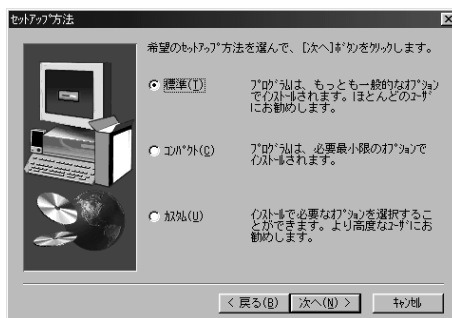 ｾｯﾄｱｯﾌﾟ方法
希望のｾｯﾄｱｯﾌﾟ方法を選んで、[次へ]ﾎﾞﾀﾝをｸﾘｯｸします。
標準(T)
ﾌﾟﾛｸﾞﾗﾑは、もっとも一般的なｵﾌﾟｼｮﾝ
でｲﾝｽﾄｰﾙされます。ほとんどのﾕｰｻﾞ
にお勧めします。
ｺﾝﾊﾟｸﾄ(C)
ﾌﾟﾛｸﾞﾗﾑは、必要最小限のｵﾌﾟｼｮﾝで
ｲﾝｽﾄｰﾙされます。
ｶｽﾀﾑ(U)
ｲﾝｽﾄｰﾙで必要なｵﾌﾟｼｮﾝを選択するこ
とができます。より高度なﾕｰｻﾞにお
勧めします。
< 戻る(B)
次へ(N) >
ｷｬﾝｾﾙ